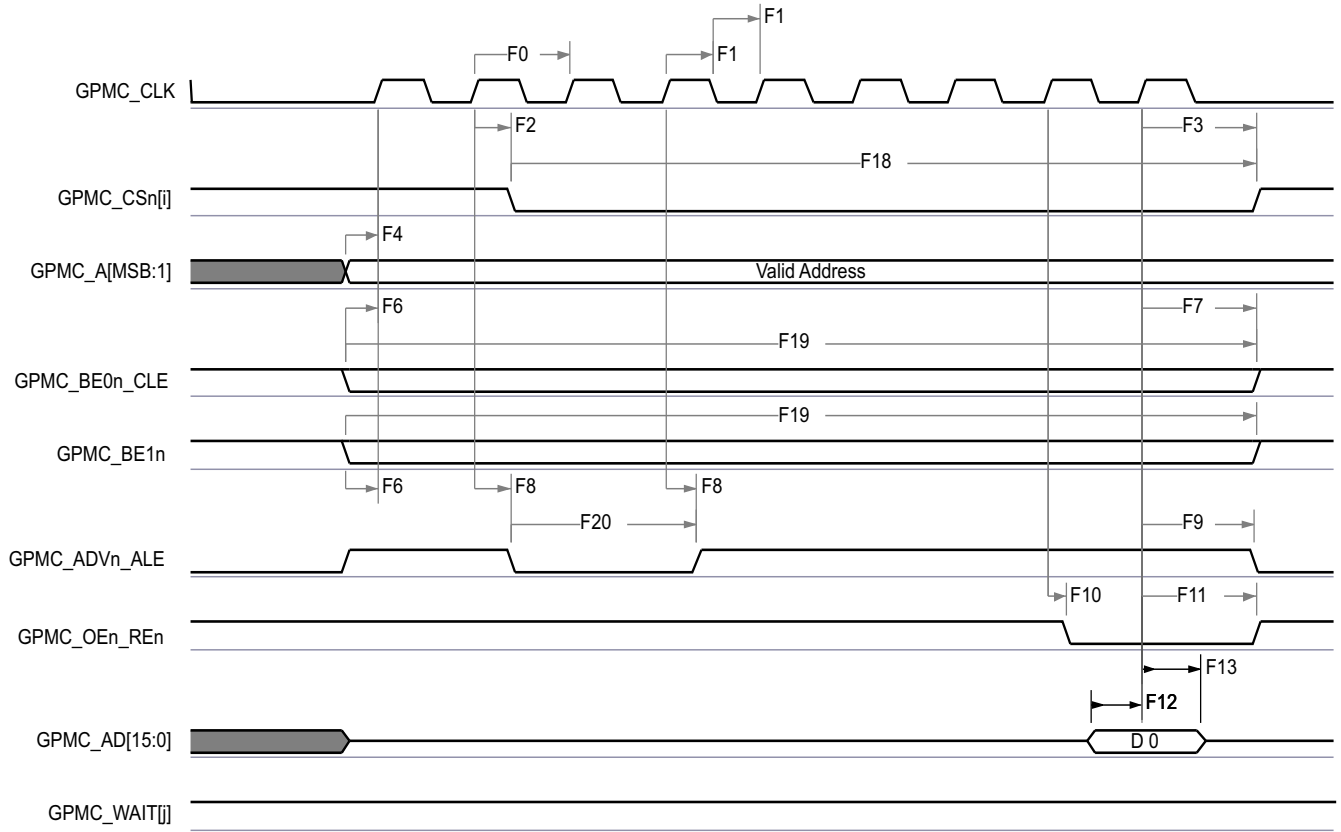 F1
F0
F1
GPMC_CLK
F2
F3
F18
GPMC_CSn[i]
F4
GPMC_A[MSB:1]
Valid Address
F6
F7
F19
GPMC_BE0n_CLE
F19
GPMC_BE1n
F6
F8
F8
F20
F9
GPMC_ADVn_ALE
F10
F11
GPMC_OEn_REn
F13
F12
GPMC_AD[15:0]
D 0
GPMC_WAIT[j]